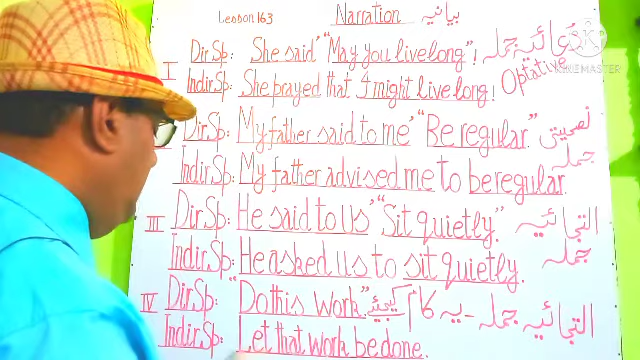 Lesson 163 Narration بیانیہ
Dir Sp: She said' "May you live long"! دُعائیہ جملہ
I Optative
Indir Sp: She prayed that I might live long!
KINEMASTER
Dir Sp: My father said to me' "Be regular." نصیحتی
جملہ
Indir Sp: My father advised me to be regular.
III Dir Sp: He said to us' "Sit quietly." التجائیہ
جملہ
Indir Sp: He asked us to sit quietly.
IV Dir Sp: "Do this work" یہ کام کیجیئے - التجائیہ جملہ
Indir Sp: Let that work be done.